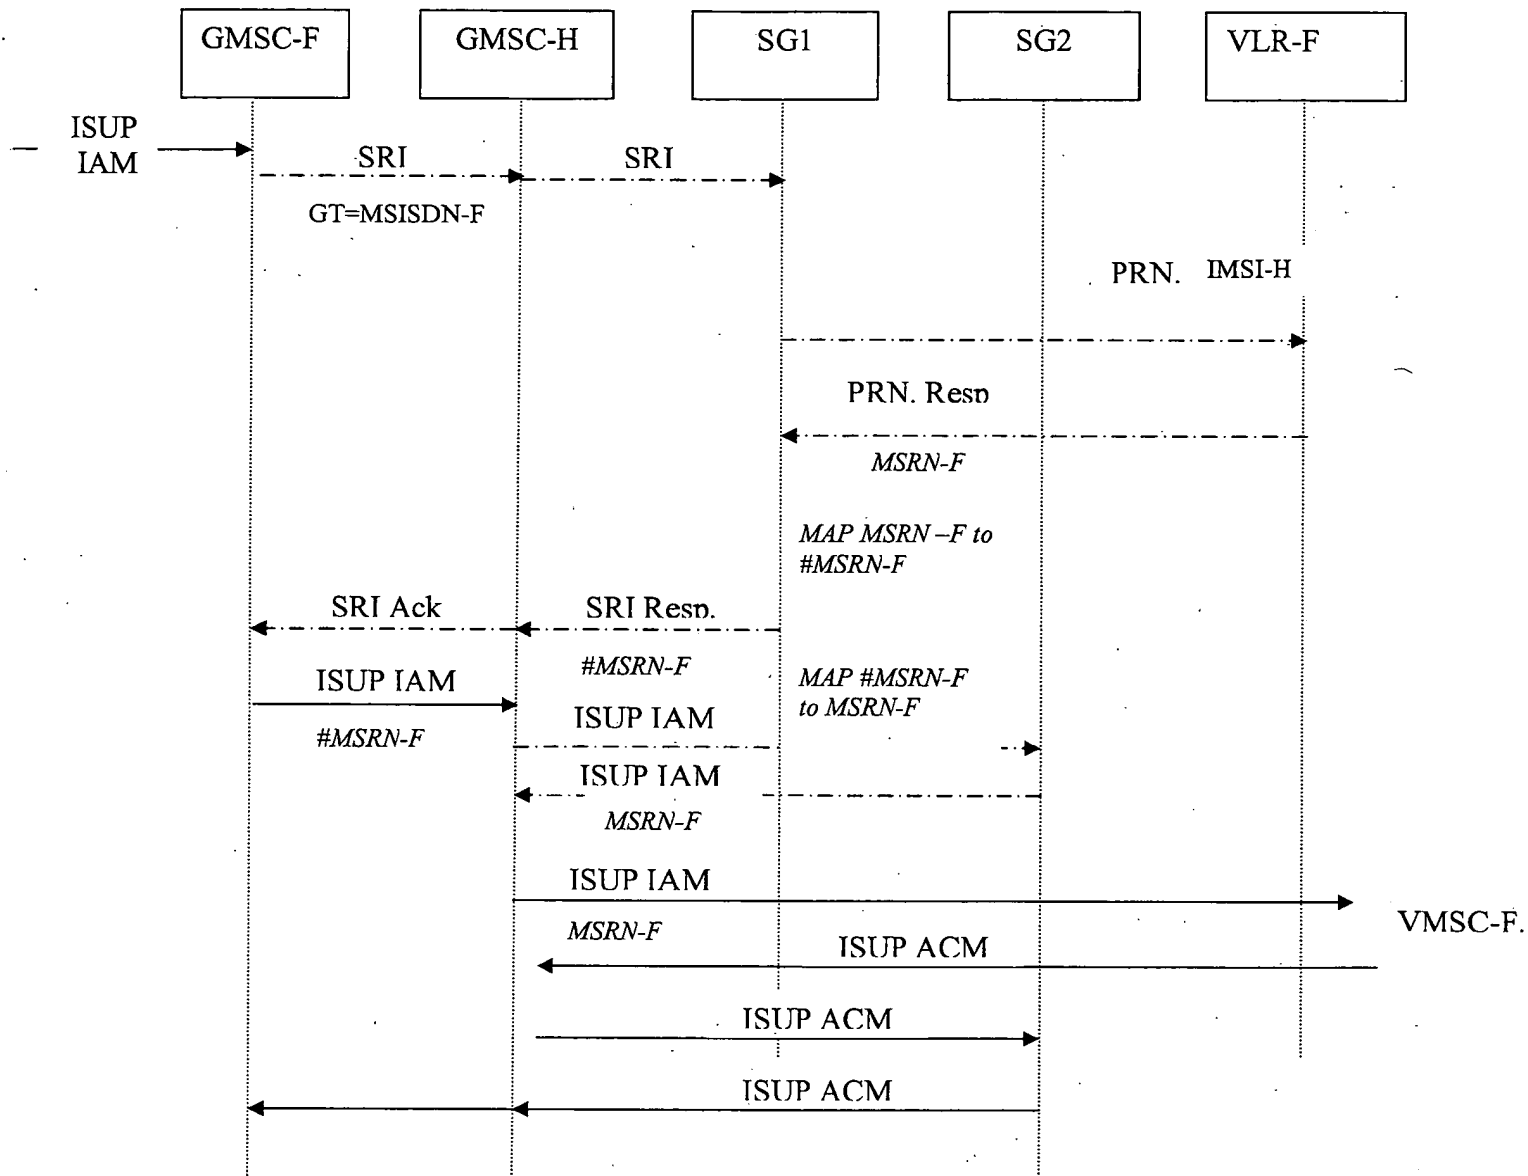 GMSC-F
GMSC-H
SG1
SG2
VLR-F
ISUP
IAM
SRI
SRI
GT=MSISDN-F
PRN. IMSI-H
PRN. Resp
MSRN-F
MAP MSRN –F to
#MSRN-F
SRI Ack
SRI Resp.
#MSRN-F
MAP #MSRN-F
to MSRN-F
ISUP IAM
#MSRN-F
ISUP IAM
ISUP IAM
MSRN-F
ISUP IAM
MSRN-F
VMSC-F.
ISUP ACM
ISUP ACM
ISUP ACM